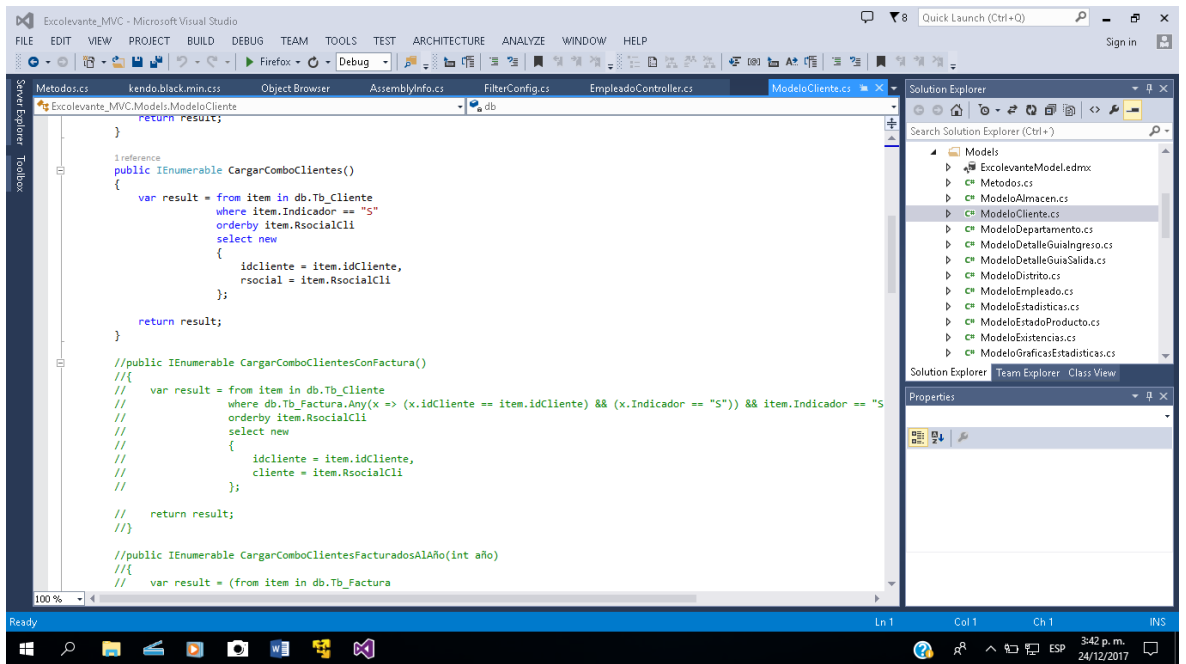 Excolevante_MVC - Microsoft Visual Studio
8
Quick Launch (Ctrl+Q)
FILE EDIT VIEW PROJECT BUILD DEBUG TEAM TOOLS TEST ARCHITECTURE ANALYZE WINDOW HELP
Sign in
Firefox
Debug
Server Explorer
Toolbox
Metodos.cs kendo.black.min.css Object Browser AssemblyInfo.cs FilterConfig.cs EmpleadoController.cs ModeloCliente.cs
Excolevante_MVC.Models.ModeloCliente
db
return result;
}
1 reference
public IEnumerable CargarComboClientes()
{
var result = from item in db.Tb_Cliente
where item.Indicador == "S"
orderby item.RsocialCli
select new
{
idcliente = item.idCliente,
rsocial = item.RsocialCli
};
return result;
}
//public IEnumerable CargarComboClientesConFactura()
//{
// var result = from item in db.Tb_Cliente
// where db.Tb_Factura.Any(x => (x.idCliente == item.idCliente) && (x.Indicador == "S")) && item.Indicador == "S
// orderby item.RsocialCli
// select new
// {
// idcliente = item.idCliente,
// cliente = item.RsocialCli
// };
// return result;
//}
//public IEnumerable CargarComboClientesFacturadosAlAño(int año)
//{
// var result = (from item in db.Tb_Factura
100 %
Solution Explorer
Search Solution Explorer (Ctrl+´)
Models
ExcolevanteModel.edmx
C# Metodos.cs
C# ModeloAlmacen.cs
C# ModeloCliente.cs
C# ModeloDepartamento.cs
C# ModeloDetalleGuiaIngreso.cs
C# ModeloDetalleGuiaSalida.cs
C# ModeloDistrito.cs
C# ModeloEmpleado.cs
C# ModeloEstadisticas.cs
C# ModeloEstadoProducto.cs
C# ModeloExistencias.cs
C# ModeloGraficasEstadisticas.cs
Solution Explorer Team Explorer Class View
Properties
Ready
Ln 1 Col 1 Ch 1 INS
ESP
3:42 p. m.
24/12/2017